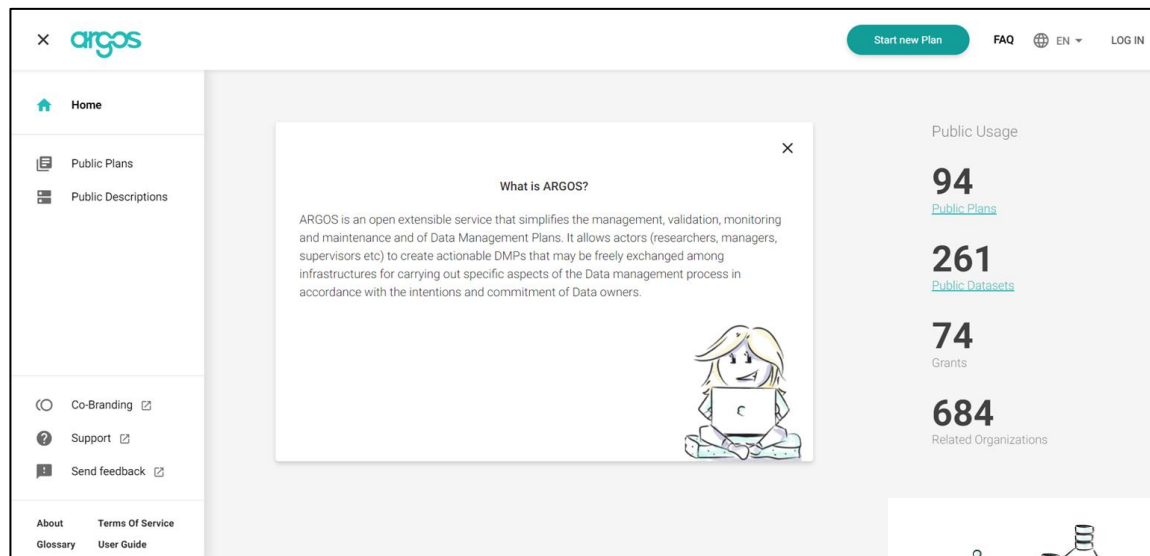 argos
Start new Plan
FAQ
EN
LOG IN
Home
Public Plans
Public Descriptions
Co-Branding
Support
Send feedback
About Terms Of Service
Glossary User Guide
What is ARGOS?
ARGOS is an open extensible service that simplifies the management, validation, monitoring
and maintenance and of Data Management Plans. It allows actors (researchers, managers,
supervisors etc) to create actionable DMPs that may be freely exchanged among
infrastructures for carrying out specific aspects of the Data management process in
accordance with the intentions and commitment of Data owners.
Public Usage
94
Public Plans
261
Public Datasets
74
Grants
684
Related Organizations